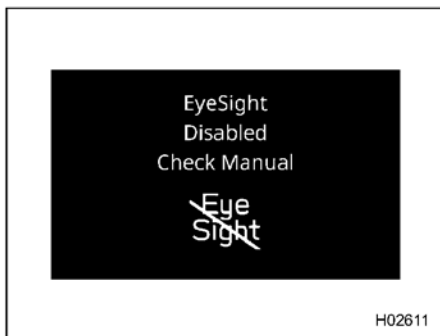 EyeSight
Disabled
Check Manual
Eye
Sight
H02611